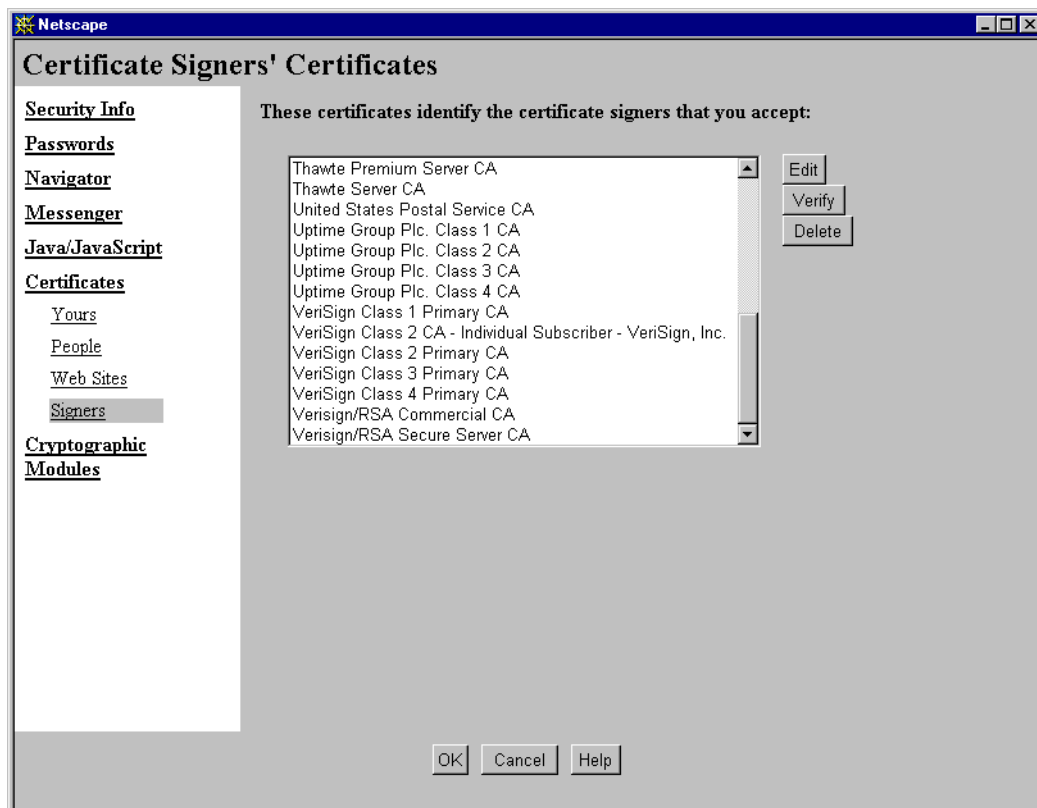 Netscape
Certificate Signers' Certificates
Security Info
Passwords
Navigator
Messenger
Java/JavaScript
Certificates
Yours
People
Web Sites
Signers
Cryptographic
Modules
These certificates identify the certificate signers that you accept:
Thawte Premium Server CA
Thawte Server CA
United States Postal Service CA
Uptime Group Plc. Class 1 CA
Uptime Group Plc. Class 2 CA
Uptime Group Plc. Class 3 CA
Uptime Group Plc. Class 4 CA
VeriSign Class 1 Primary CA
VeriSign Class 2 CA - Individual Subscriber - VeriSign, Inc.
VeriSign Class 2 Primary CA
VeriSign Class 3 Primary CA
VeriSign Class 4 Primary CA
Verisign/RSA Commercial CA
Verisign/RSA Secure Server CA
Edit
Verify
Delete
OK
Cancel
Help